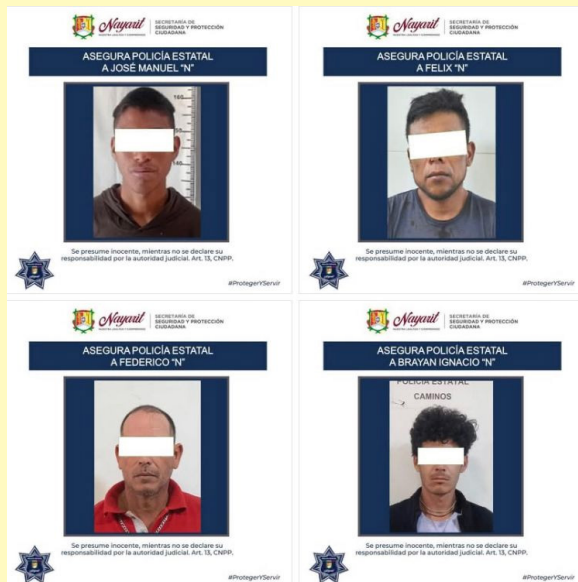 Nayarit
SECRETARÍA DE
SEGURIDAD Y PROTECCIÓN
CIUDADANA
ASEGURA POLICÍA ESTATAL
A JOSÉ MANUEL "N"
160
140
Se presume inocente, mientras no se declare su
responsabilidad por la autoridad judicial. Art. 13, CNPP.
#ProtegerYServir
Nayarit
SECRETARÍA DE
SEGURIDAD Y PROTECCIÓN
CIUDADANA
ASEGURA POLICÍA ESTATAL
A FELIX "N"
Se presume inocente, mientras no se declare su
responsabilidad por la autoridad judicial. Art. 13, CNPP.
#ProtegerYServir
Nayarit
SECRETARÍA DE
SEGURIDAD Y PROTECCIÓN
CIUDADANA
ASEGURA POLICÍA ESTATAL
A FEDERICO "N"
Se presume inocente, mientras no se declare su
responsabilidad por la autoridad judicial. Art. 13, CNPP.
#ProtegerYServir
Nayarit
SECRETARÍA DE
SEGURIDAD Y PROTECCIÓN
CIUDADANA
ASEGURA POLICÍA ESTATAL
A BRAYAN IGNACIO "N"
POLICIA ESTATAL
CAMINOS
Se presume inocente, mientras no se declare su
responsabilidad por la autoridad judicial. Art. 13, CNPP.
#ProtegerYServir